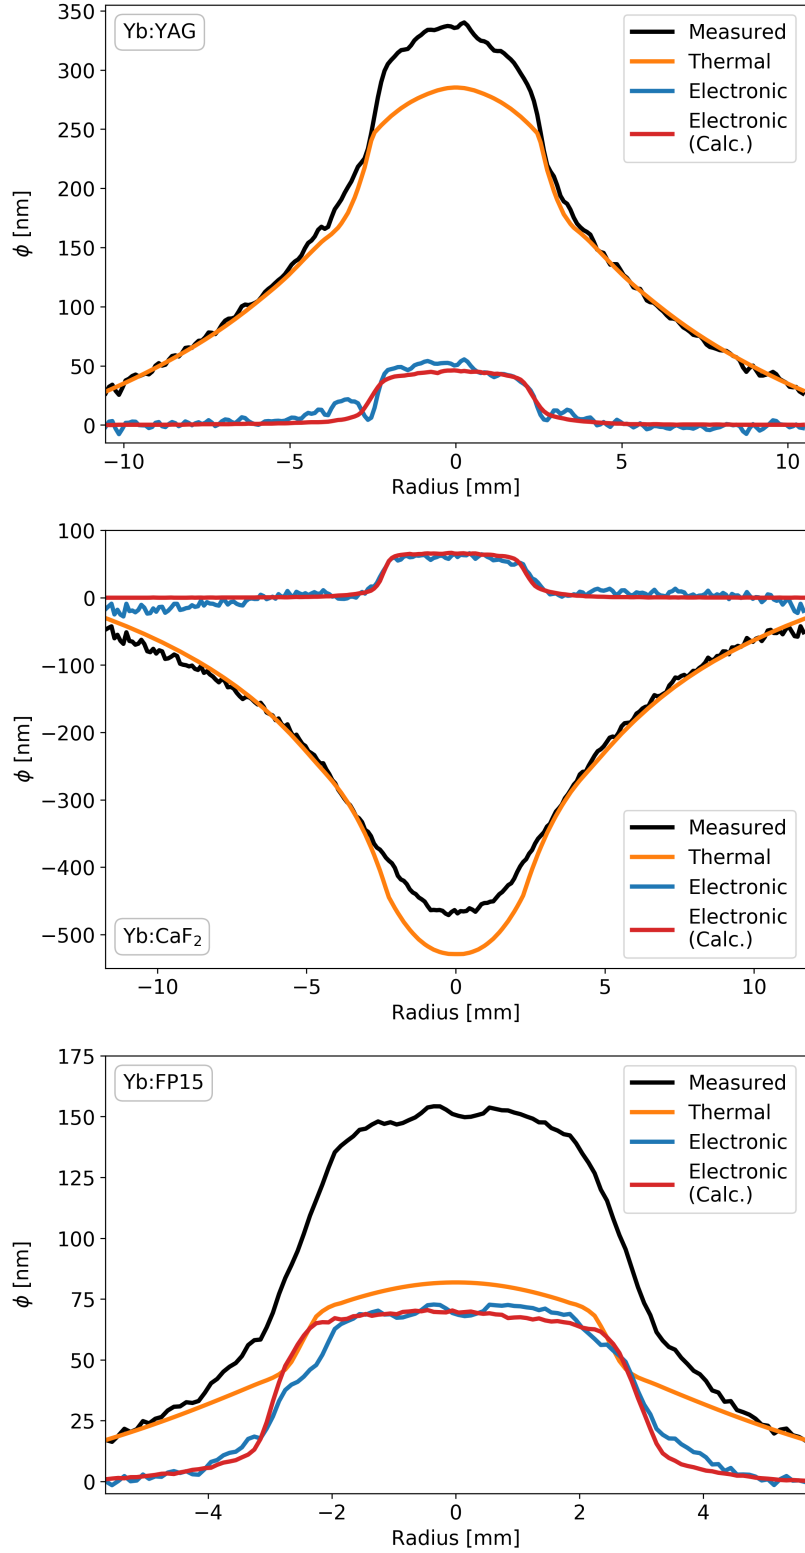 Yb:YAG
Measured
Thermal
Electronic
Electronic
(Calc.)
350
300
250
200
150
100
50
0
ϕ [nm]
−10
−5
0
5
10
Radius [mm]
100
0
−100
−200
−300
−400
−500
ϕ [nm]
Measured
Thermal
Electronic
Electronic
(Calc.)
Yb:CaF₂
−10
−5
0
5
10
Radius [mm]
Yb:FP15
Measured
Thermal
Electronic
Electronic
(Calc.)
175
150
125
100
75
50
25
0
ϕ [nm]
−4
−2
0
2
4
Radius [mm]